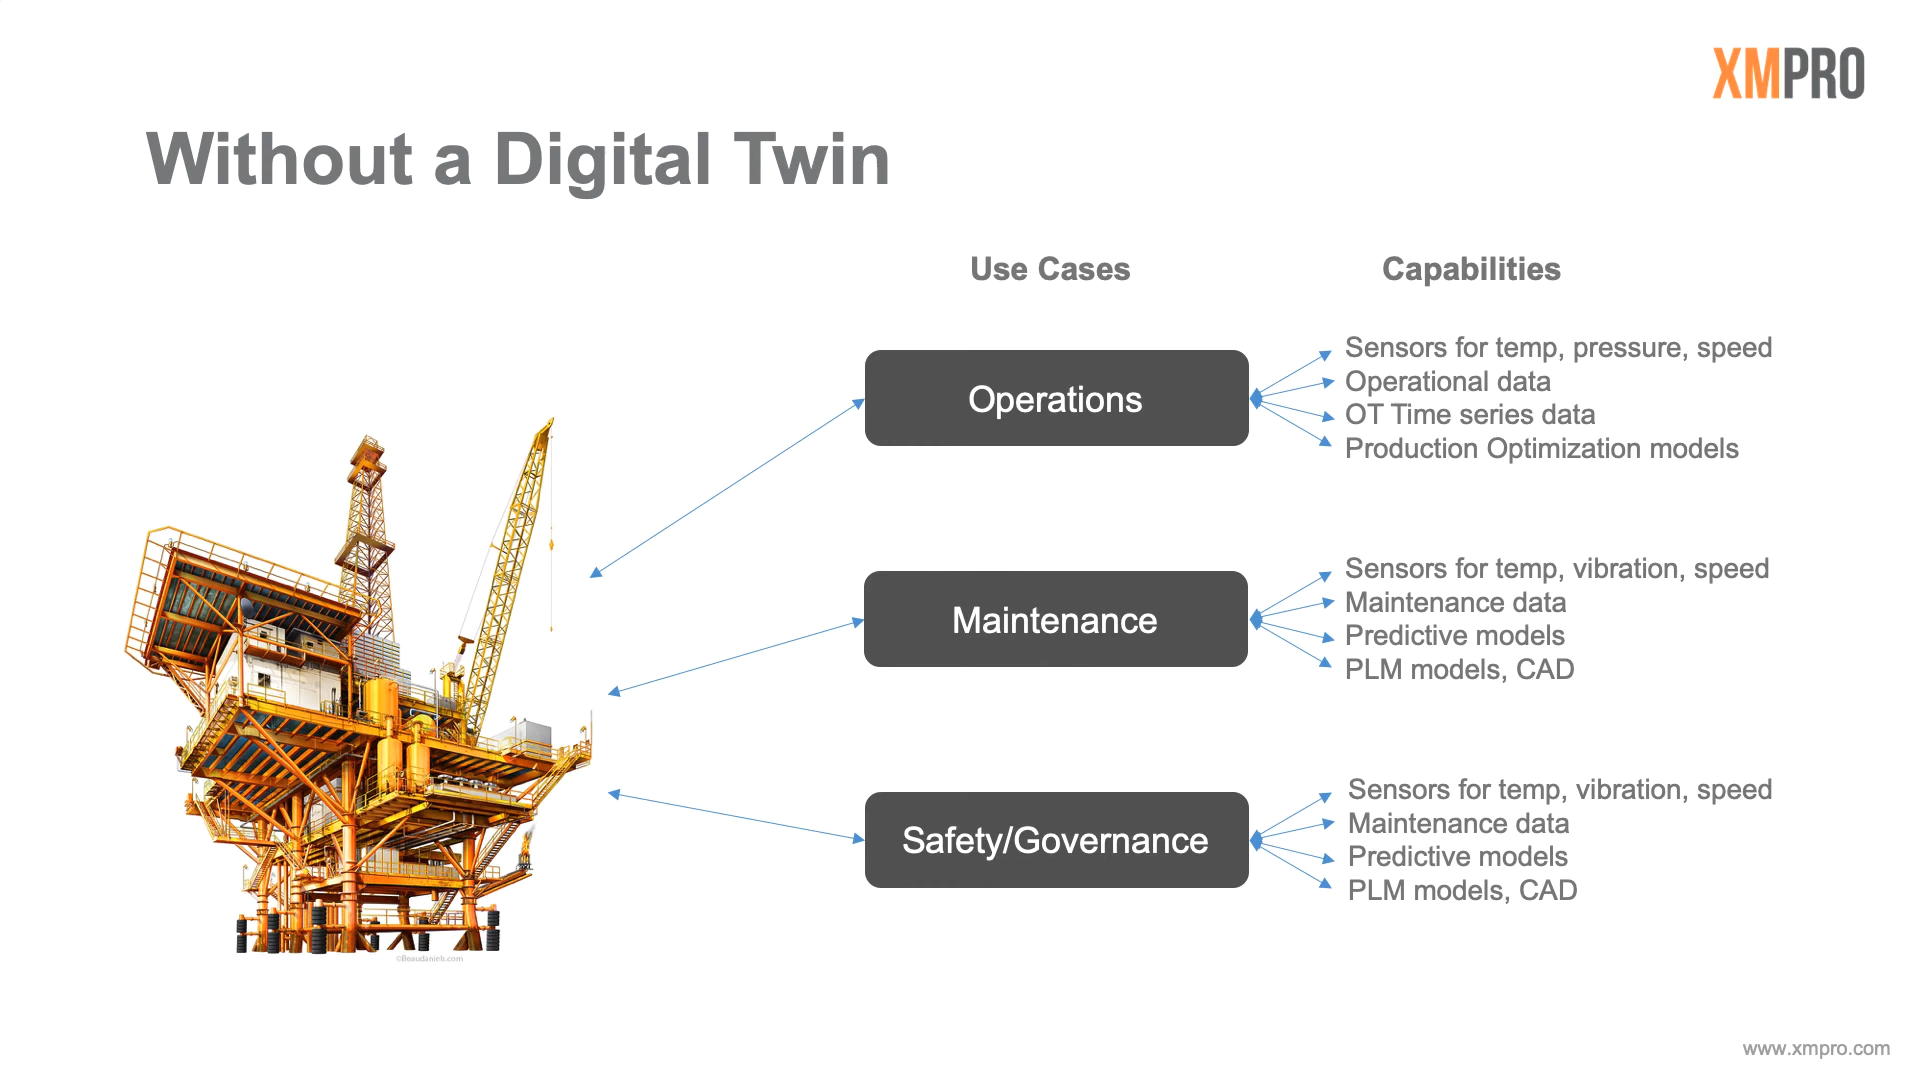 XMPRO
Without a Digital Twin
Use Cases
Capabilities
Operations
Sensors for temp, pressure, speed
Operational data
OT Time series data
Production Optimization models
Maintenance
Sensors for temp, vibration, speed
Maintenance data
Predictive models
PLM models, CAD
Safety/Governance
Sensors for temp, vibration, speed
Maintenance data
Predictive models
PLM models, CAD
©Beaudaniels.com
www.xmpro.com